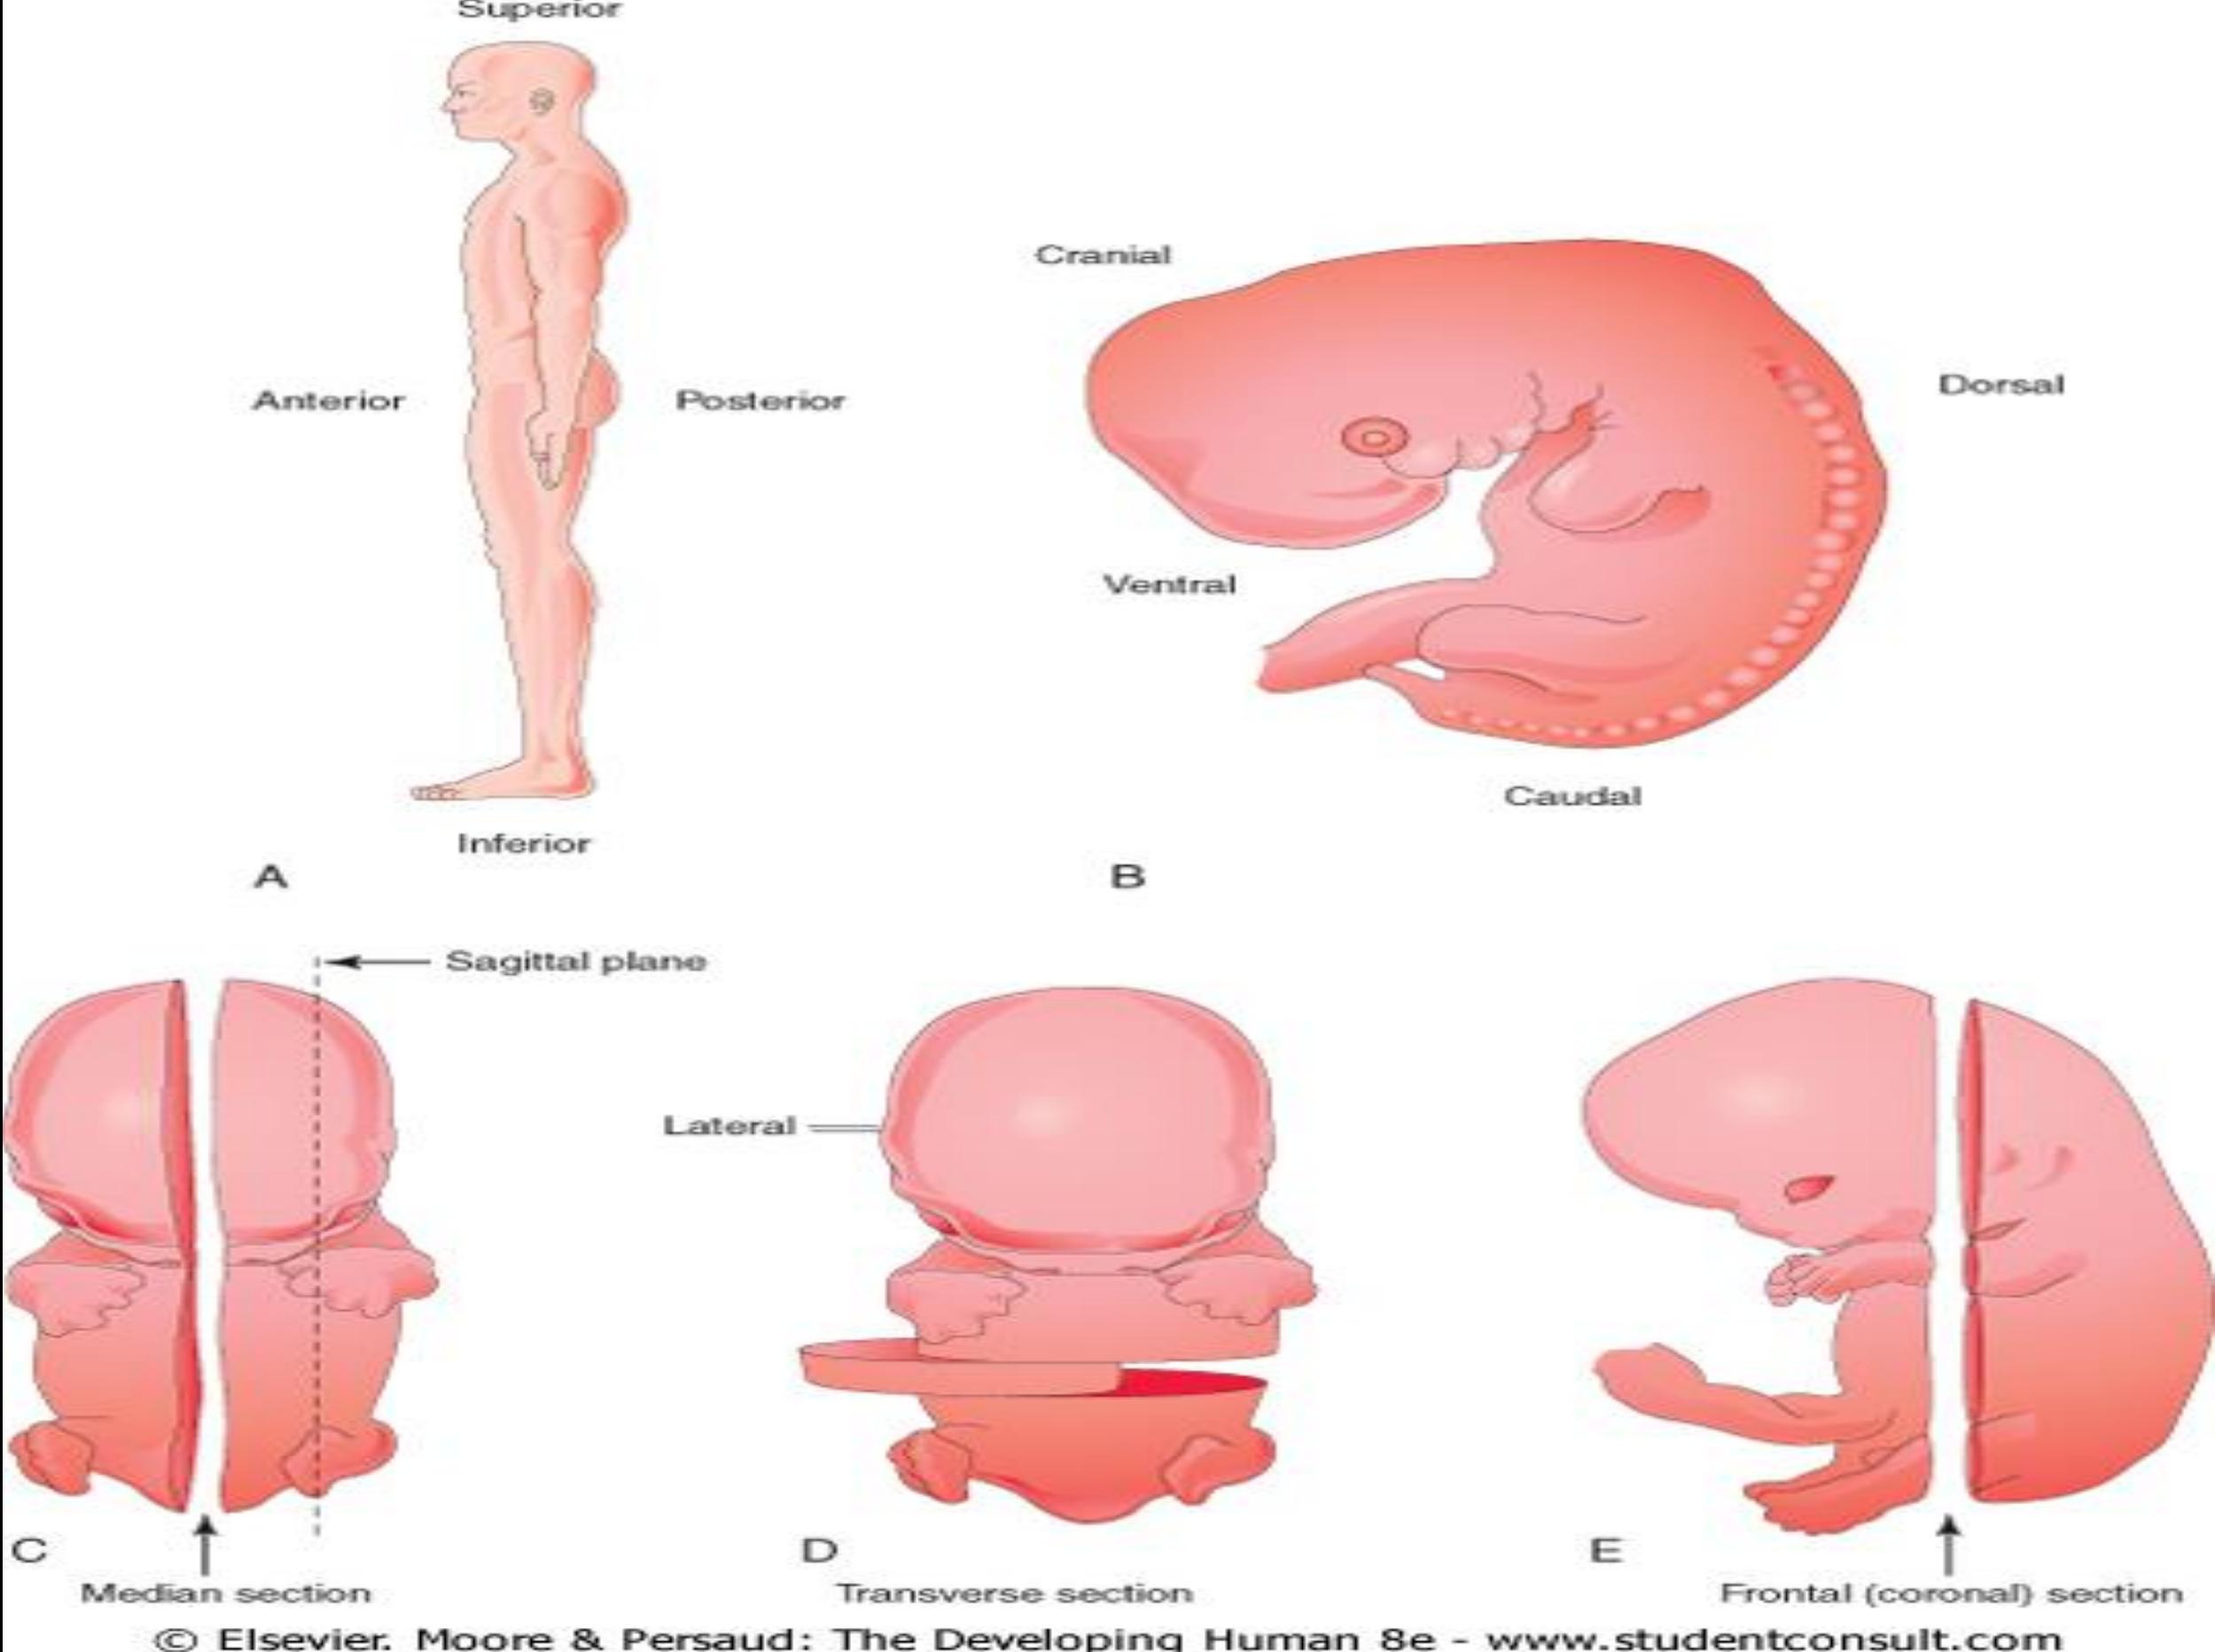 Superior
Anterior
Posterior
Inferior
A
Cranial
Dorsal
Ventral
Caudal
B
Sagittal plane
C
Median section
Lateral
D
Transverse section
E
Frontal (coronal) section
© Elsevier. Moore & Persaud: The Developing Human 8e - www.studentconsult.com